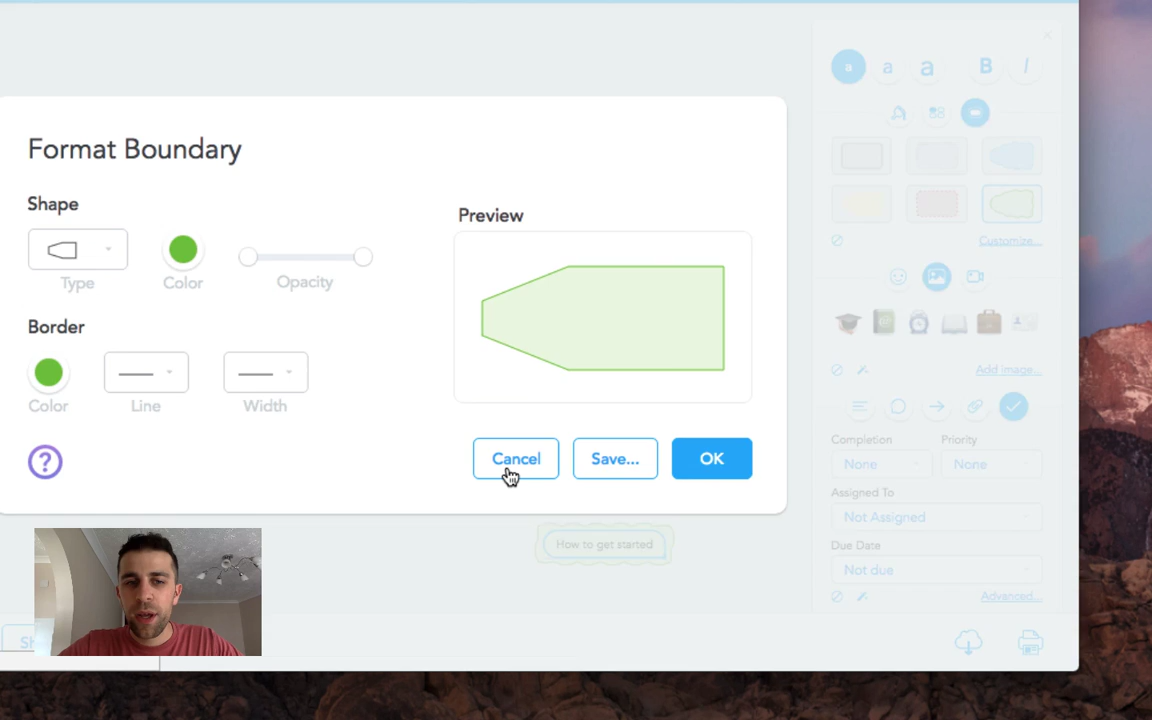 a a a B I
Format Boundary
Shape
Preview
Type
Color
Opacity
Customize...
Border
Color
Line
Width
Add image...
Completion
Priority
None
None
Cancel
Save...
OK
?
Assigned To
Not Assigned
How to get started
Due Date
Not due
Advanced...
Sh